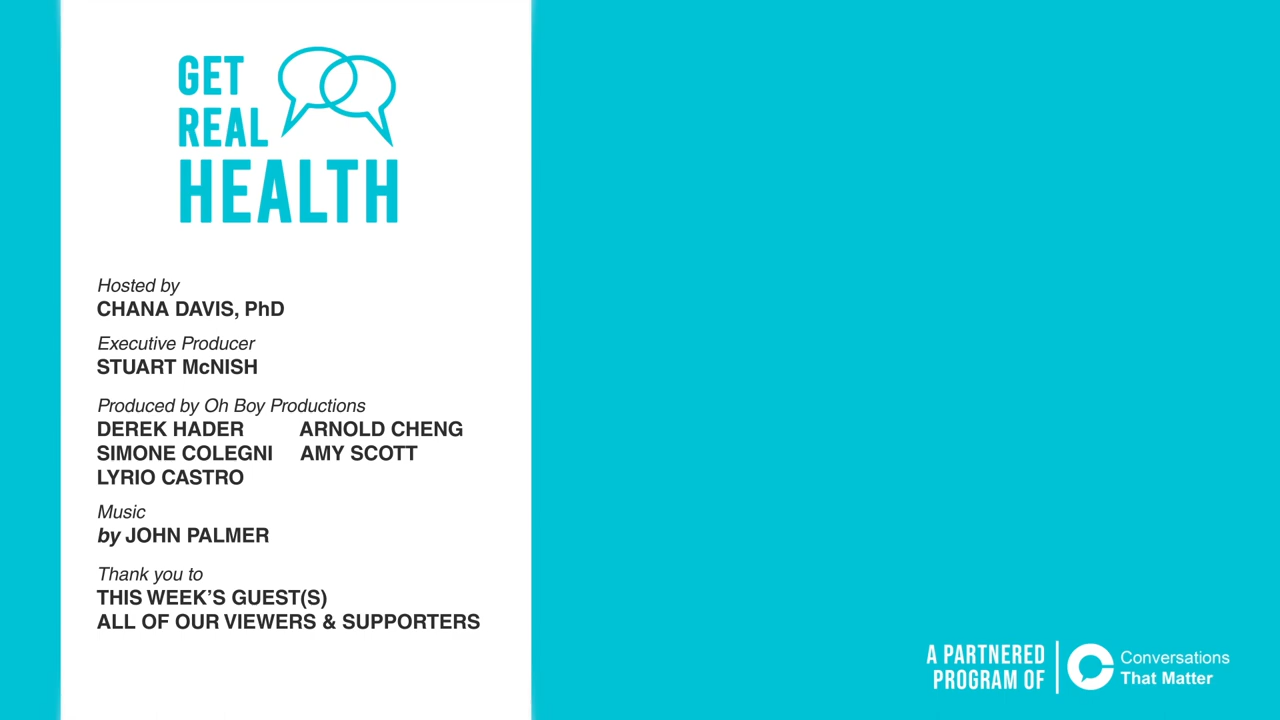 GET
REAL
HEALTH
Hosted by
CHANA DAVIS, PhD
Executive Producer
STUART McNISH
Produced by Oh Boy Productions
DEREK HADER ARNOLD CHENG
SIMONE COLEGNI AMY SCOTT
LYRIO CASTRO
Music
by JOHN PALMER
Thank you to
THIS WEEK'S GUEST(S)
ALL OF OUR VIEWERS & SUPPORTERS
A PARTNERED
PROGRAM OF
Conversations
That Matter